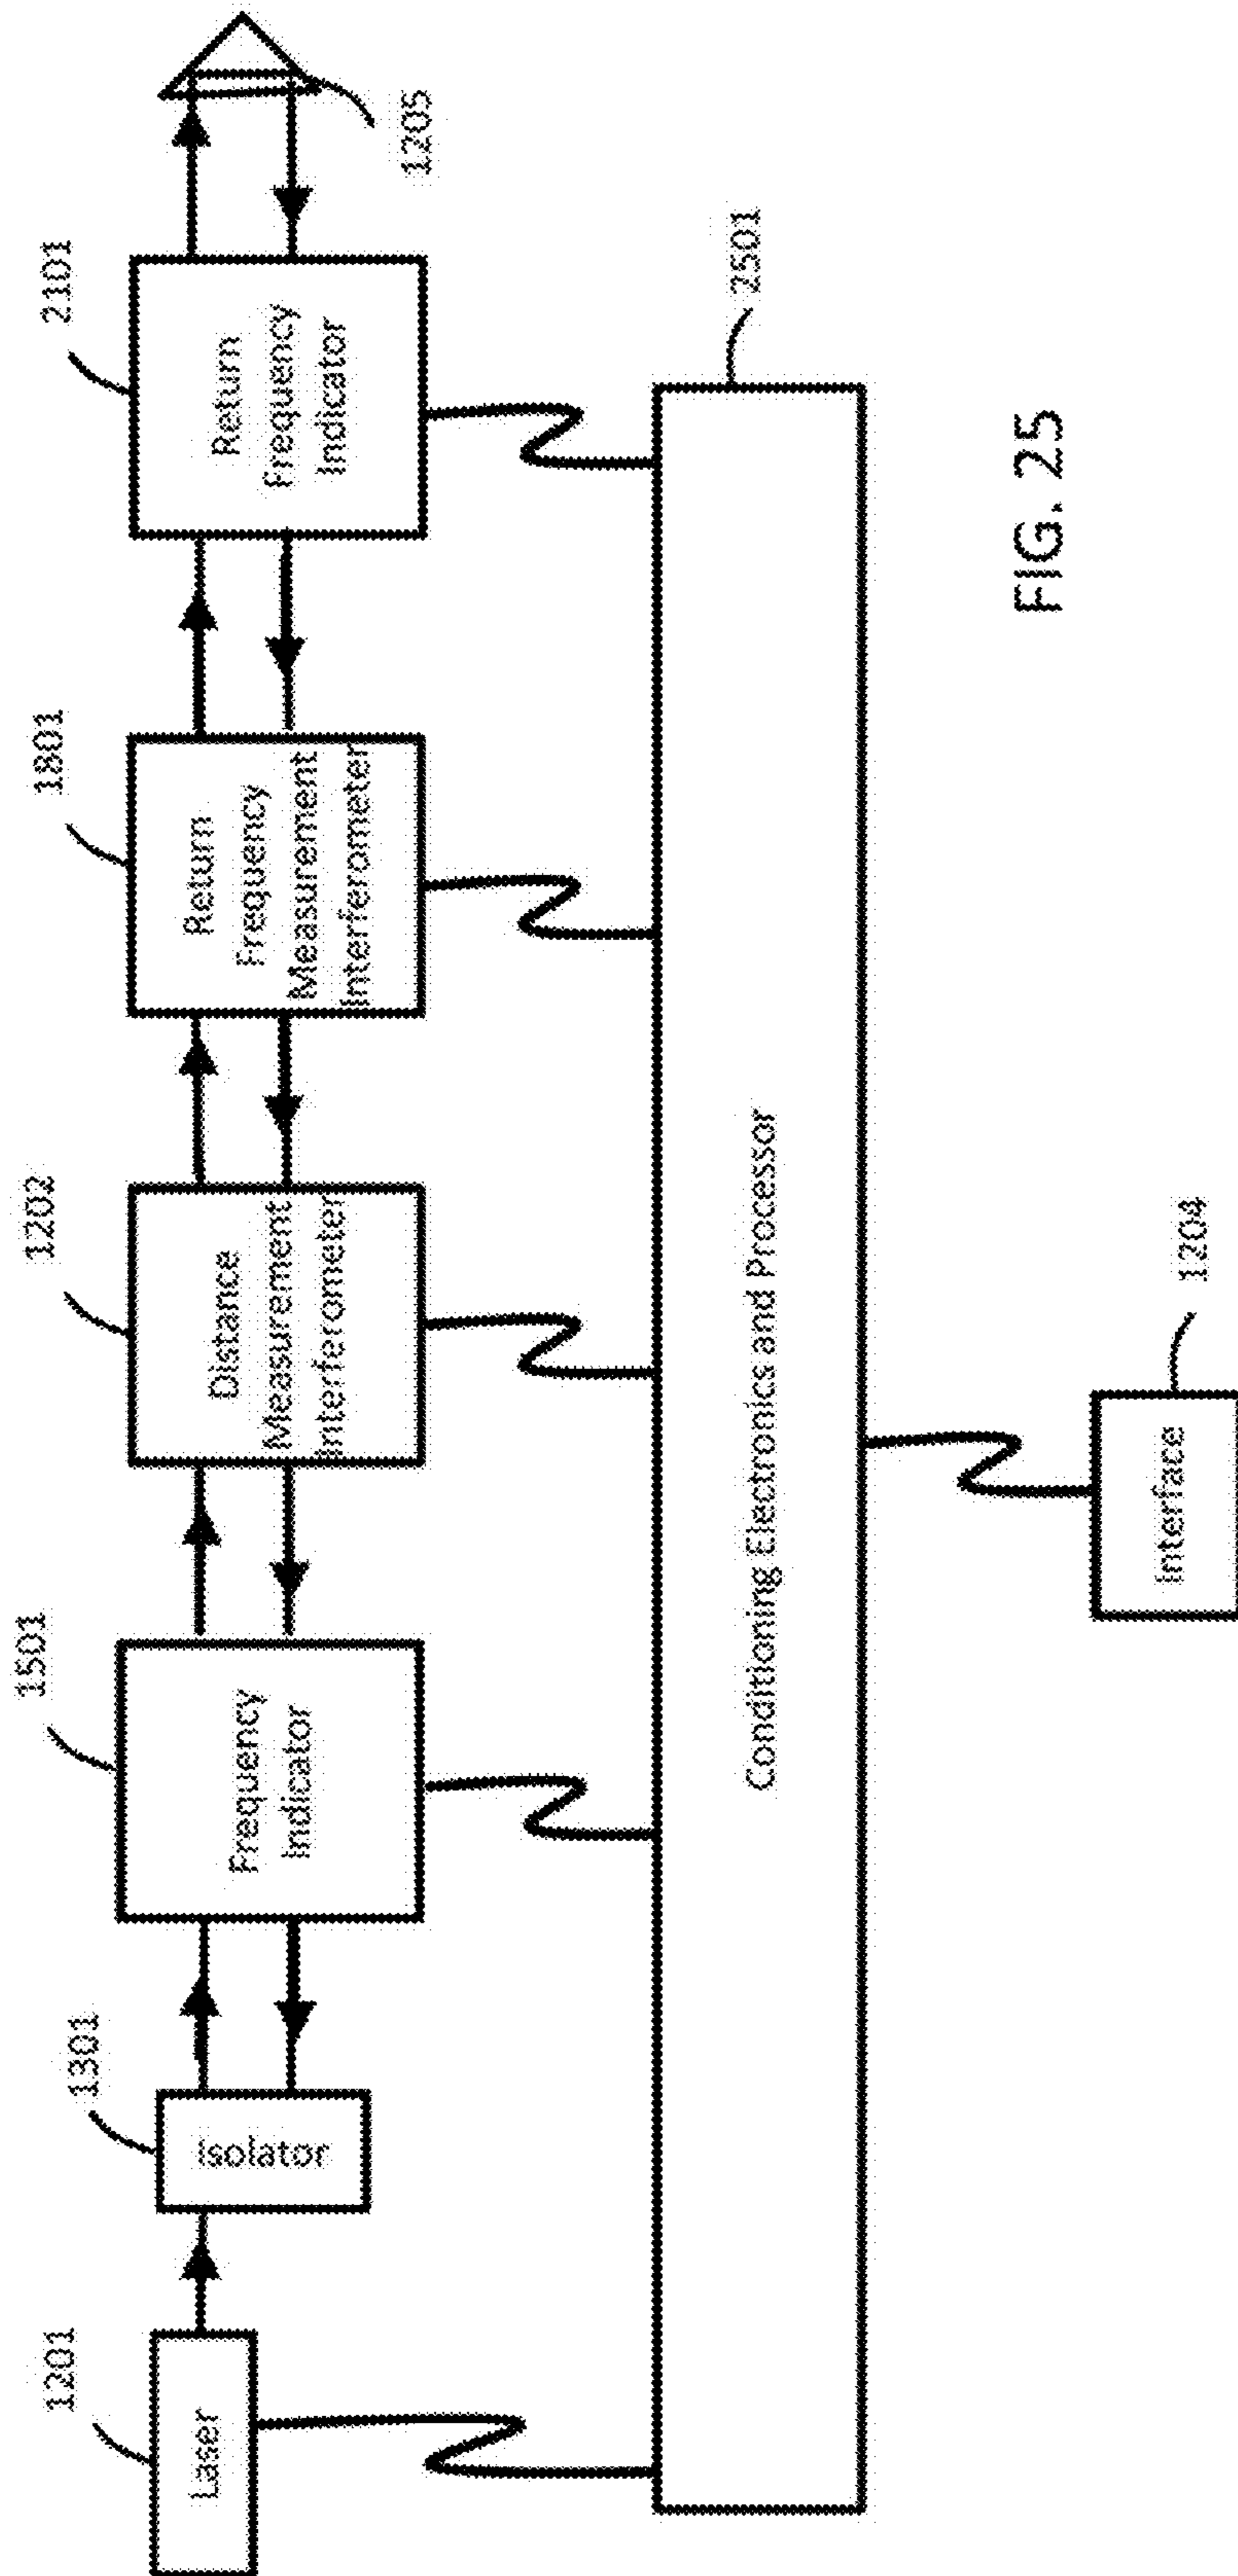 1201
1301
1501
1202
1801
2101
1205
Laser
Isolator
Frequency
Indicator
Distance
Measurement
Interferometer
Return
Frequency
Measurement
Interferometer
Return
Frequency
Indicator
2501
Conditioning Electronics and Processor
Interface
1204
FIG. 25